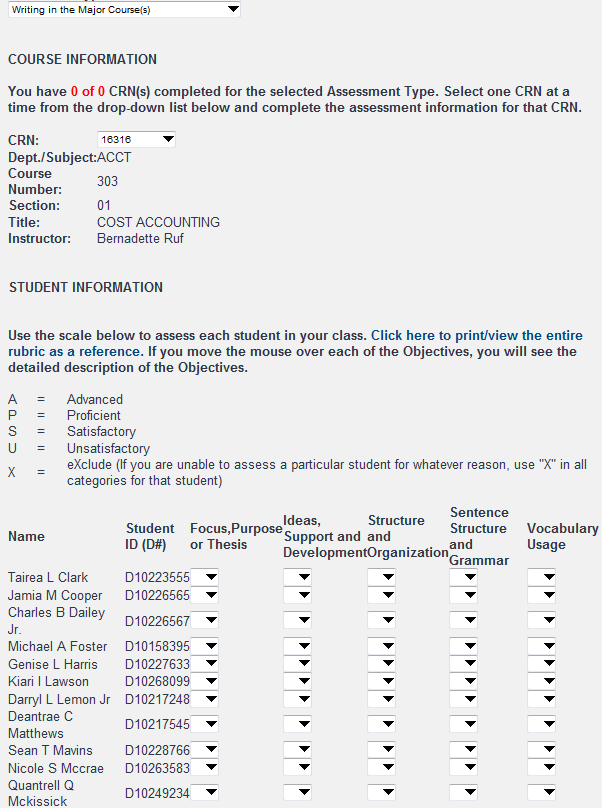 Writing in the Major Course(s)
COURSE INFORMATION
You have 0 of 0 CRN(s) completed for the selected Assessment Type. Select one CRN at a
time from the drop-down list below and complete the assessment information for that CRN.
CRN: 16316
Dept./Subject: ACCT
Course
Number: 303
Section: 01
Title: COST ACCOUNTING
Instructor: Bernadette Ruf
STUDENT INFORMATION
Use the scale below to assess each student in your class. Click here to print/view the entire
rubric as a reference. If you move the mouse over each of the Objectives, you will see the
detailed description of the Objectives.
A = Advanced
P = Proficient
S = Satisfactory
U = Unsatisfactory
X = eXclude (If you are unable to assess a particular student for whatever reason, use "X" in all
categories for that student)
Name
Student
ID (D#)
Focus,Purpose
or Thesis
Ideas,
Support and
Development
Structure
and
Organization
Sentence
Structure
and
Grammar
Vocabulary
Usage
Tairea L Clark D10223555
Jamia M Cooper D10226565
Charles B Dailey
Jr. D10226567
Michael A Foster D10158395
Genise L Harris D10227633
Kiari I Lawson D10268099
Darryl L Lemon Jr D10217248
Deantrae C
Matthews D10217545
Sean T Mavins D10228766
Nicole S Mccrae D10263583
Quantrell Q
Mckissick D10249234